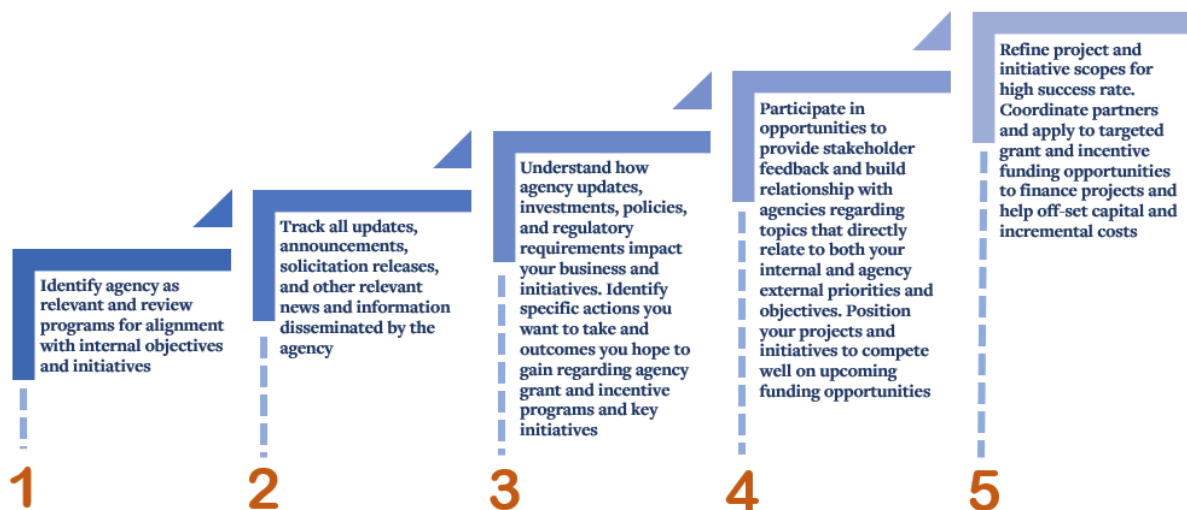 Identify agency as
relevant and review
programs for alignment
with internal objectives
and initiatives
1
Track all updates,
announcements,
solicitation releases,
and other relevant
news and information
disseminated by the
agency
2
Understand how
agency updates,
investments, policies,
and regulatory
requirements impact
your business and
initiatives. Identify
specific actions you
want to take and
outcomes you hope to
gain regarding agency
grant and incentive
programs and key
initiatives
3
Participate in
opportunities to
provide stakeholder
feedback and build
relationship with
agencies regarding
topics that directly
relate to both your
internal and agency
external priorities and
objectives. Position
your projects and
initiatives to compete
well on upcoming
funding opportunities
4
Refine project and
initiative scopes for
high success rate.
Coordinate partners
and apply to targeted
grant and incentive
funding opportunities
to finance projects and
help off-set capital and
incremental costs
5